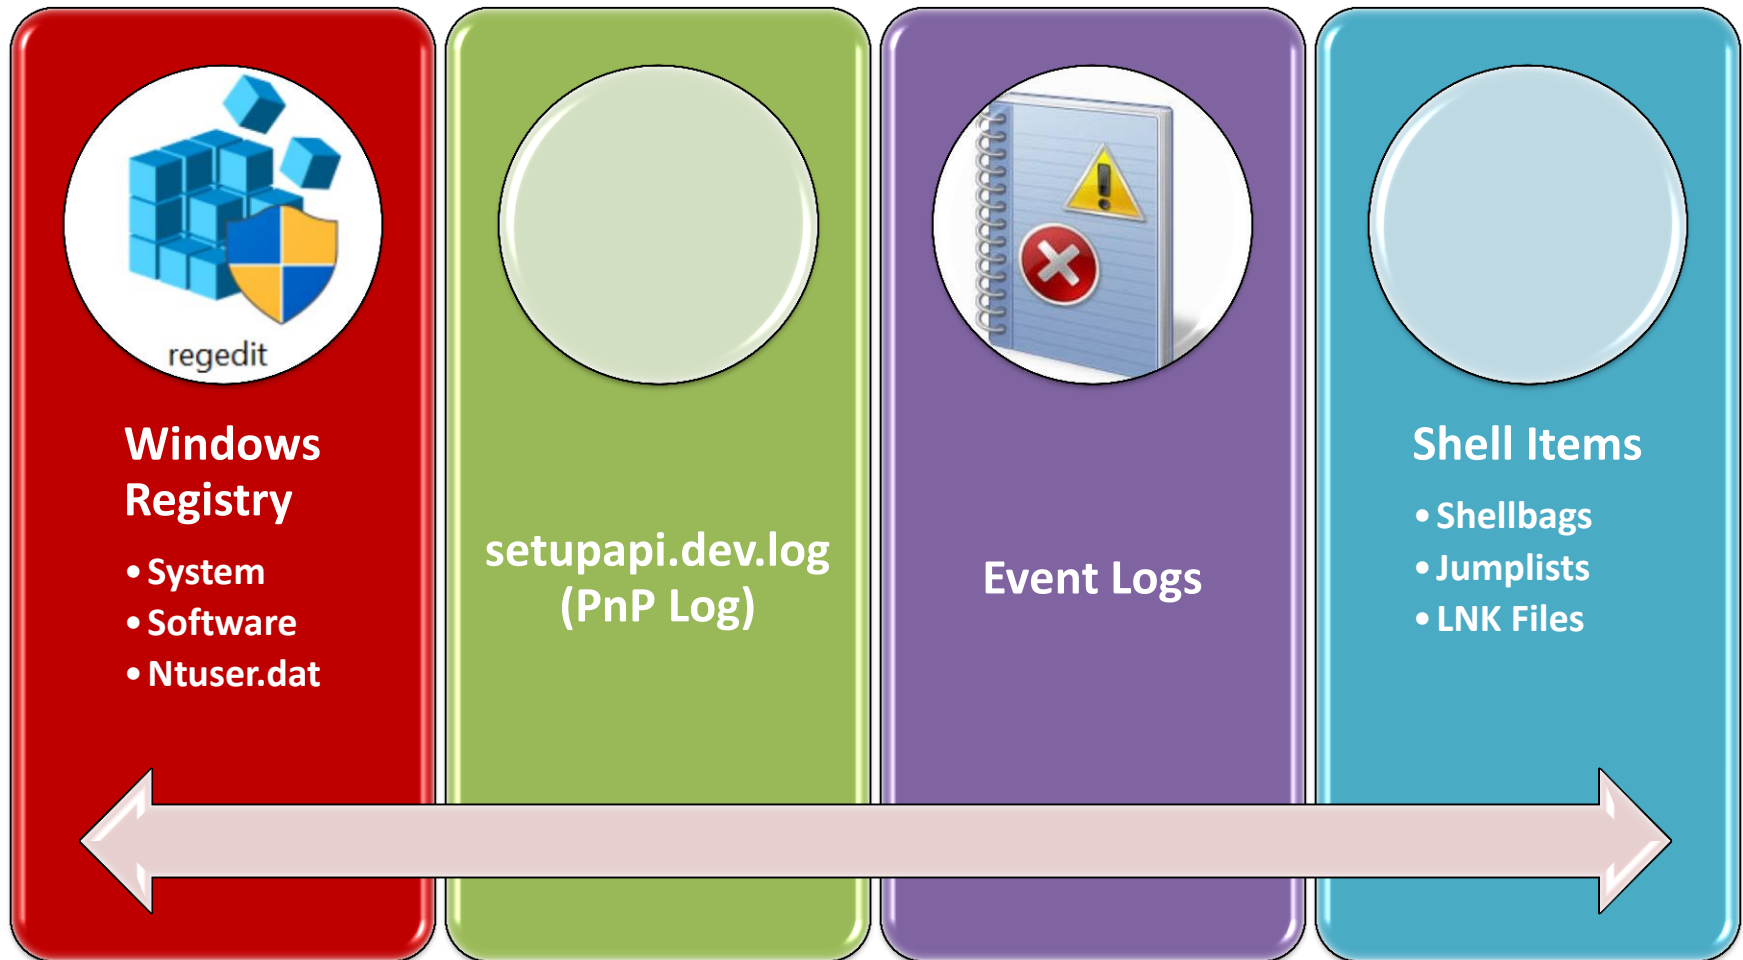 regedit
Windows
Registry
• System
• Software
• Ntuser.dat
setupapi.dev.log
(PnP Log)
Event Logs
Shell Items
• Shellbags
• Jumplists
• LNK Files